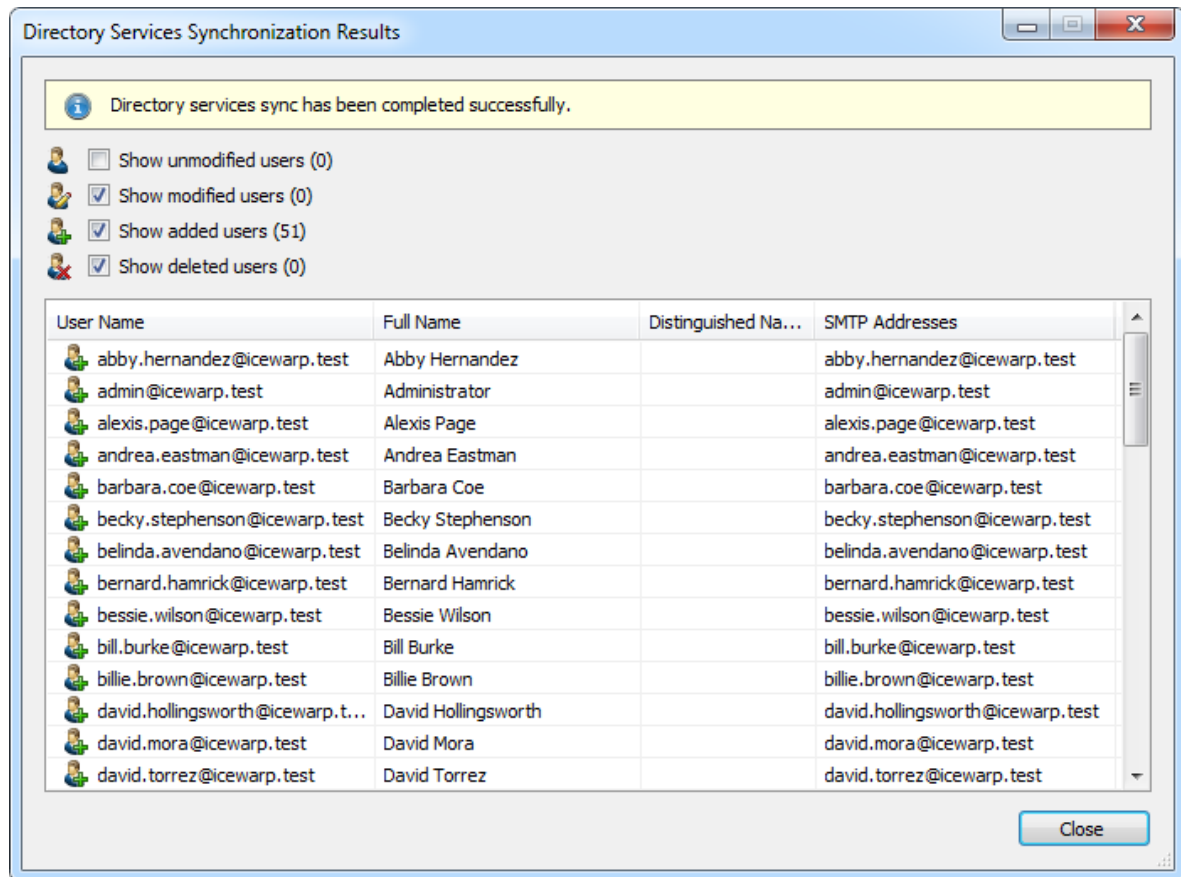 Directory Services Synchronization Results
Directory services sync has been completed successfully.
Show unmodified users (0)
Show modified users (0)
Show added users (51)
Show deleted users (0)
User Name Full Name Distinguished Na... SMTP Addresses
abby.hernandez@icewarp.test Abby Hernandez abby.hernandez@icewarp.test
admin@icewarp.test Administrator admin@icewarp.test
alexis.page@icewarp.test Alexis Page alexis.page@icewarp.test
andrea.eastman@icewarp.test Andrea Eastman andrea.eastman@icewarp.test
barbara.coe@icewarp.test Barbara Coe barbara.coe@icewarp.test
becky.stephenson@icewarp.test Becky Stephenson becky.stephenson@icewarp.test
belinda.avendano@icewarp.test Belinda Avendano belinda.avendano@icewarp.test
bernard.hamrick@icewarp.test Bernard Hamrick bernard.hamrick@icewarp.test
bessie.wilson@icewarp.test Bessie Wilson bessie.wilson@icewarp.test
bill.burke@icewarp.test Bill Burke bill.burke@icewarp.test
billie.brown@icewarp.test Billie Brown billie.brown@icewarp.test
david.hollingsworth@icewarp.t... David Hollingsworth david.hollingsworth@icewarp.test
david.mora@icewarp.test David Mora david.mora@icewarp.test
david.torrez@icewarp.test David Torrez david.torrez@icewarp.test
Close